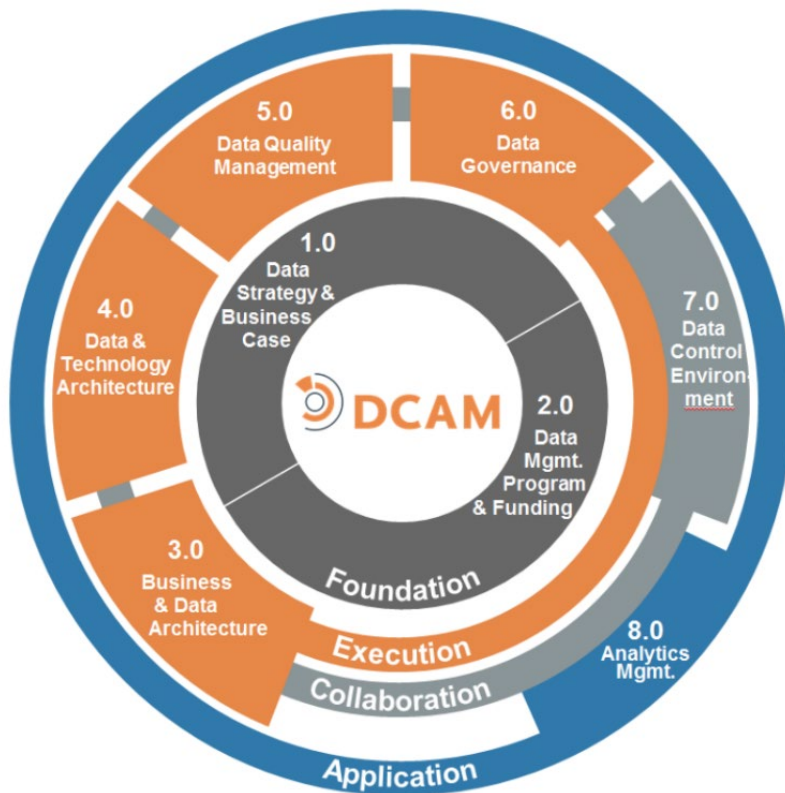 5.0
Data Quality
Management
6.0
Data
Governance
1.0
Data
Strategy &
Business
Case
4.0
Data &
Technology
Architecture
7.0
Data
Control
Environ-
ment
DCAM
2.0
Data
Mgmt.
Program
& Funding
3.0
Business
& Data
Architecture
Foundation
Execution
Collaboration
8.0
Analytics
Mgmt.
Application